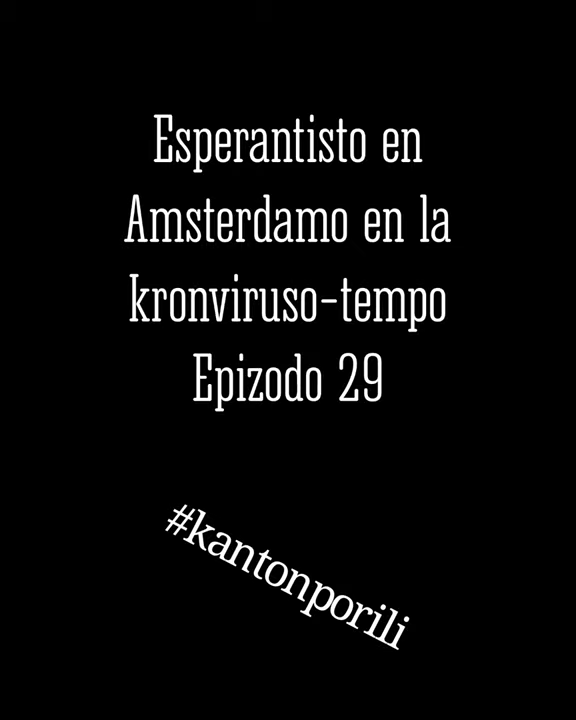 Esperantisto en
Amsterdamo en la
kronviruso-tempo
Epizodo 29
#kantonporili